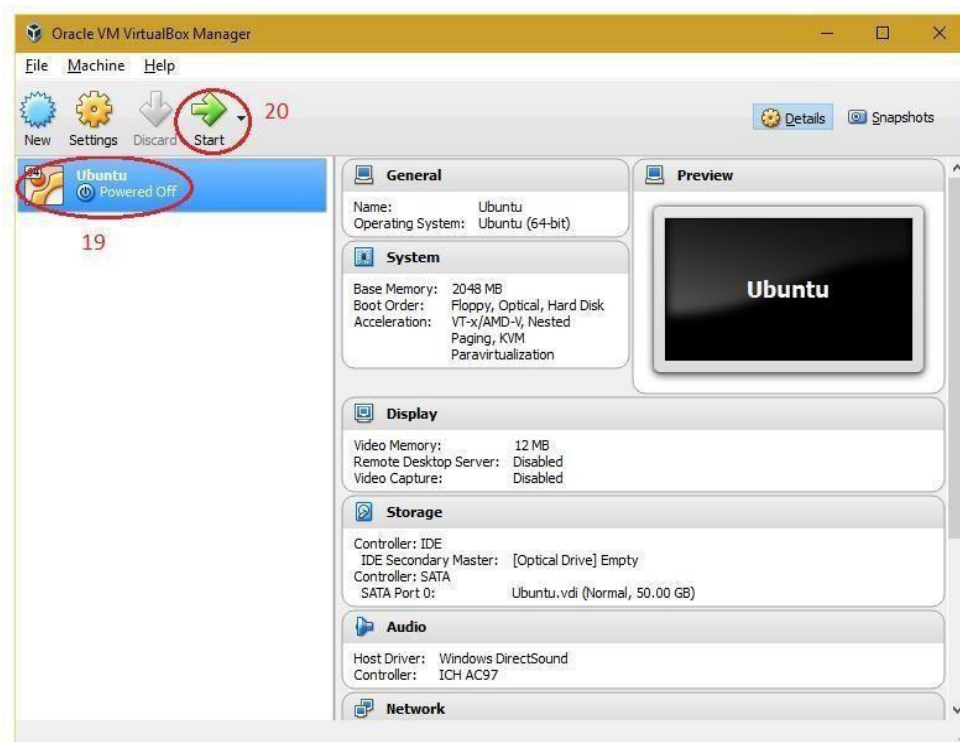 Oracle VM VirtualBox Manager
File Machine Help
New Settings Discard Start 20
Details Snapshots
64
Ubuntu
Powered Off
19
General
Name: Ubuntu
Operating System: Ubuntu (64-bit)
System
Base Memory: 2048 MB
Boot Order: Floppy, Optical, Hard Disk
Acceleration: VT-x/AMD-V, Nested
Paging, KVM
Paravirtualization
Preview
Ubuntu
Display
Video Memory: 12 MB
Remote Desktop Server: Disabled
Video Capture: Disabled
Storage
Controller: IDE
IDE Secondary Master: [Optical Drive] Empty
Controller: SATA
SATA Port 0: Ubuntu.vdi (Normal, 50.00 GB)
Audio
Host Driver: Windows DirectSound
Controller: ICH AC97
Network